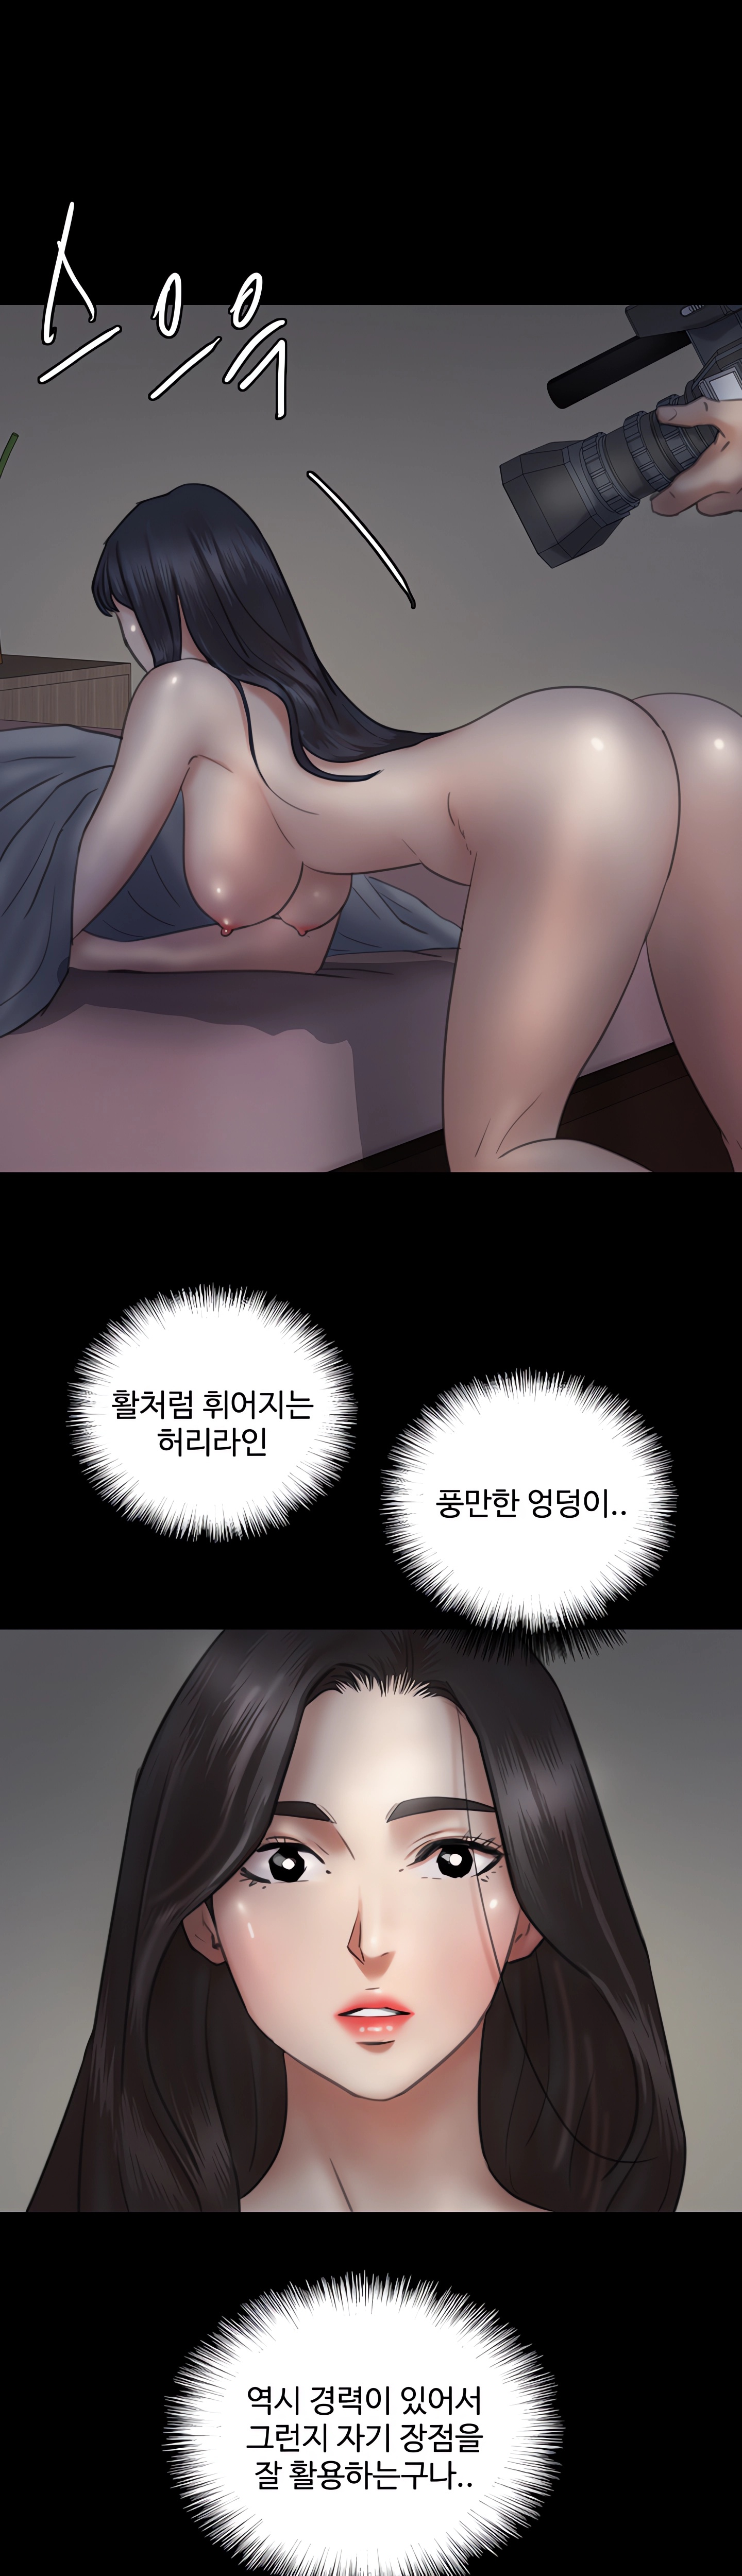 스으윽
활처럼 휘어지는
허리라인
풍만한 엉덩이..
역시 경력이 있어서
그런지 자기 장점을
잘 활용하는구나..